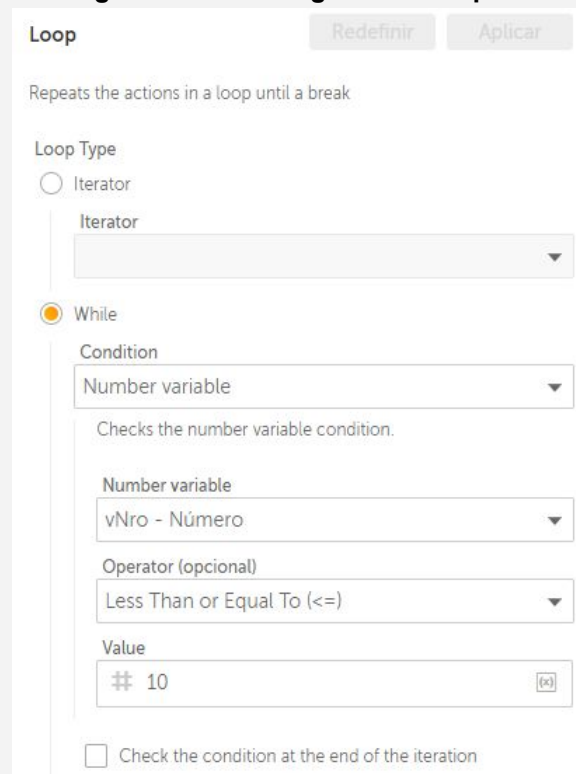 Loop
Redefinir
Aplicar
Repeats the actions in a loop until a break
Loop Type
Iterator
Iterator
While
Condition
Number variable
Checks the number variable condition.
Number variable
vNro - Número
Operator (opcional)
Less Than or Equal To (<=)
Value
# 10
(x)
Check the condition at the end of the iteration